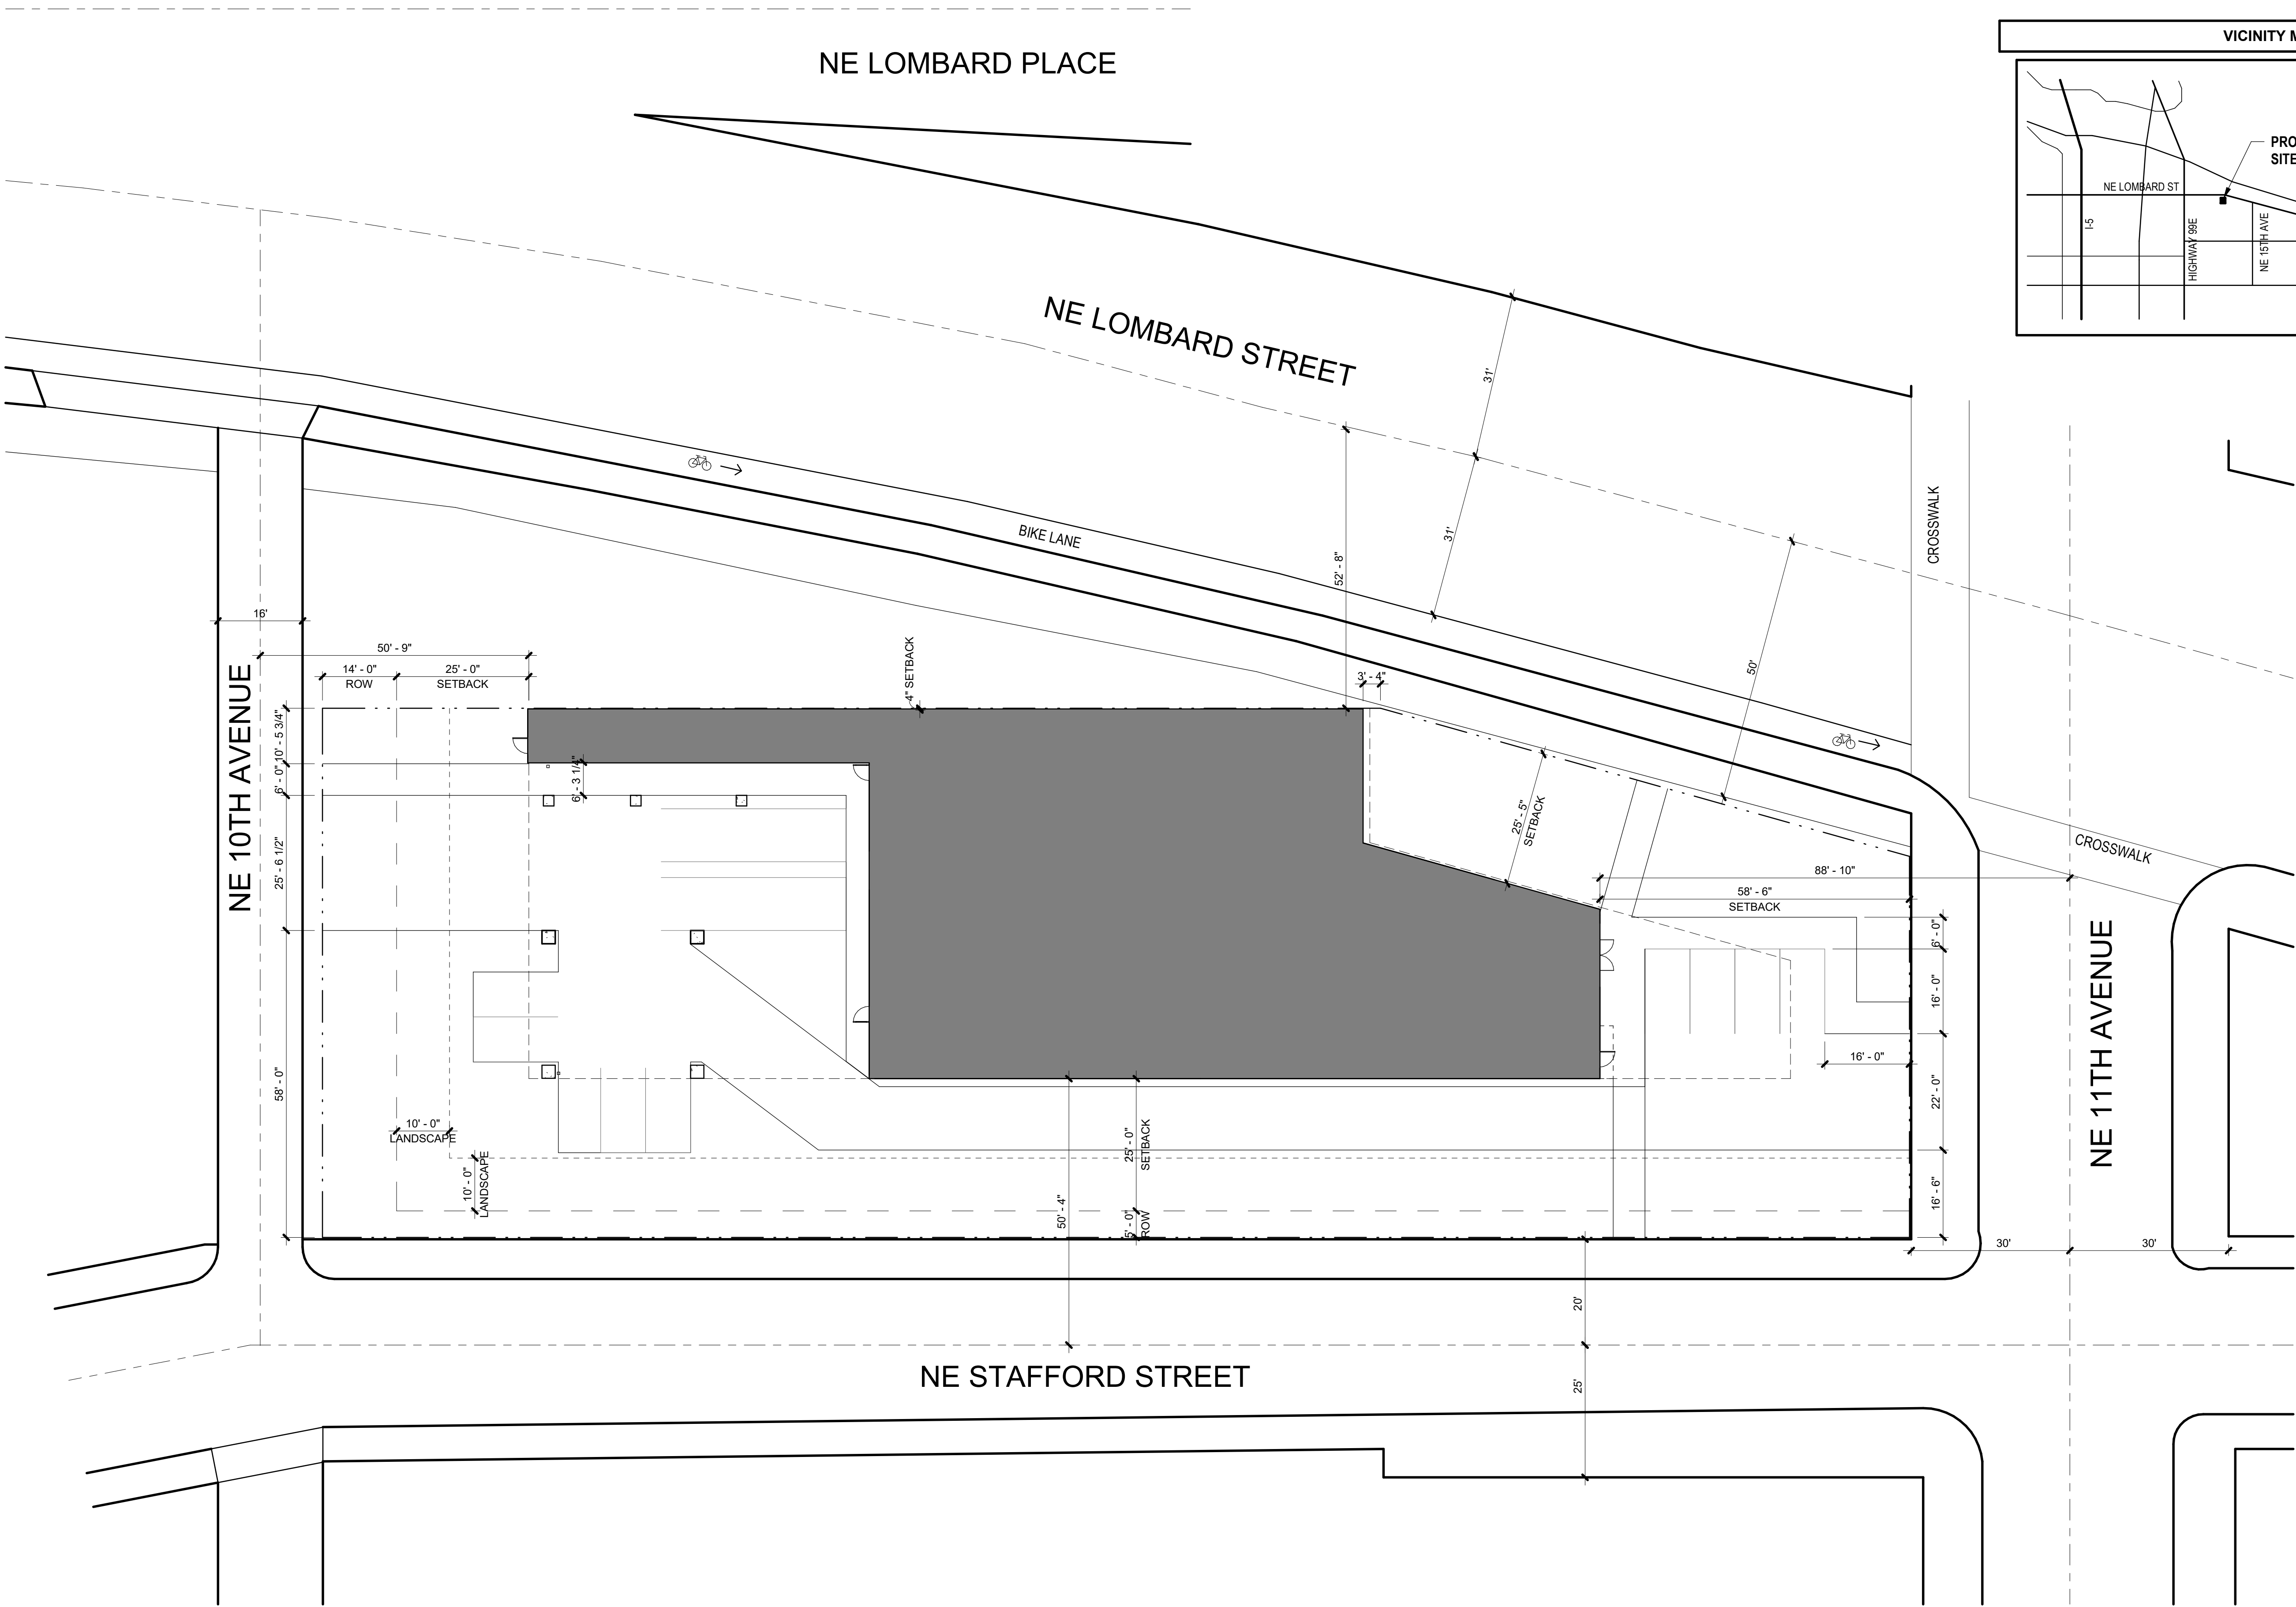 NE LOMBARD PLACE
VICINITY M
PRO
SITE
NE LOMBARD ST
I-5
HIGHWAY 99E
NE 15TH AVE
NE LOMBARD STREET
31'
31'
BIKE LANE
52' - 8"
50'
CROSSWALK
CROSSWALK
16'
50' - 9"
14' - 0"
ROW
25' - 0"
SETBACK
4" SETBACK
3' - 4"
NE 10TH AVENUE
10' - 5 3/4"
6' - 0"
6' - 3 1/4"
25' - 6 1/2"
58' - 0"
25' - 5"
SETBACK
88' - 10"
58' - 6"
SETBACK
6' - 0"
16' - 0"
16' - 0"
22' - 0"
16' - 6"
NE 11TH AVENUE
10' - 0"
LANDSCAPE
10' - 0"
LANDSCAPE
25' - 0"
SETBACK
50' - 4"
5' - 0"
ROW
30'
30'
20'
25'
NE STAFFORD STREET